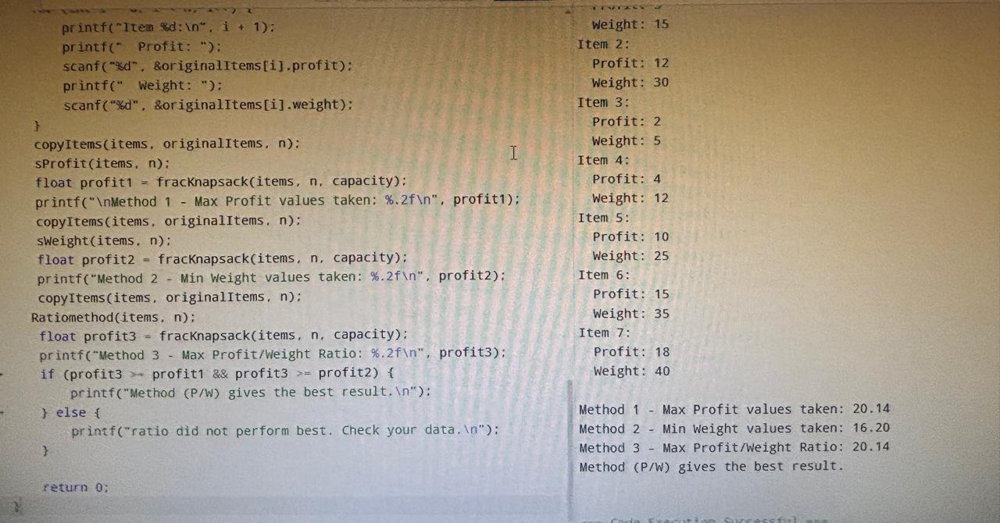 printf("Item %d:\n", i + 1);
printf("  Profit: ");
scanf("%d", &originalItems[i].profit);
printf("  Weight: ");
scanf("%d", &originalItems[i].weight);
}
copyItems(items, originalItems, n);
sProfit(items, n);
float profit1 = fracKnapsack(items, n, capacity);
printf("\nMethod 1 - Max Profit values taken: %.2f\n", profit1);
copyItems(items, originalItems, n);
sWeight(items, n);
float profit2 = fracKnapsack(items, n, capacity);
printf("Method 2 - Min Weight values taken: %.2f\n", profit2);
copyItems(items, originalItems, n);
Ratiomethod(items, n);
float profit3 = fracKnapsack(items, n, capacity);
printf("Method 3 - Max Profit/Weight Ratio: %.2f\n", profit3);
if (profit3 >= profit1 && profit3 >= profit2) {
printf("Method (P/W) gives the best result.\n");
} else {
printf("ratio did not perform best. Check your data.\n");
}
return 0;
}
Weight: 15
Item 2:
Profit: 12
Weight: 30
Item 3:
Profit: 2
Weight: 5
Item 4:
Profit: 4
Weight: 12
Item 5:
Profit: 10
Weight: 25
Item 6:
Profit: 15
Weight: 35
Item 7:
Profit: 18
Weight: 40
Method 1 - Max Profit values taken: 20.14
Method 2 - Min Weight values taken: 16.20
Method 3 - Max Profit/Weight Ratio: 20.14
Method (P/W) gives the best result.
=== Code Execution Successful ===